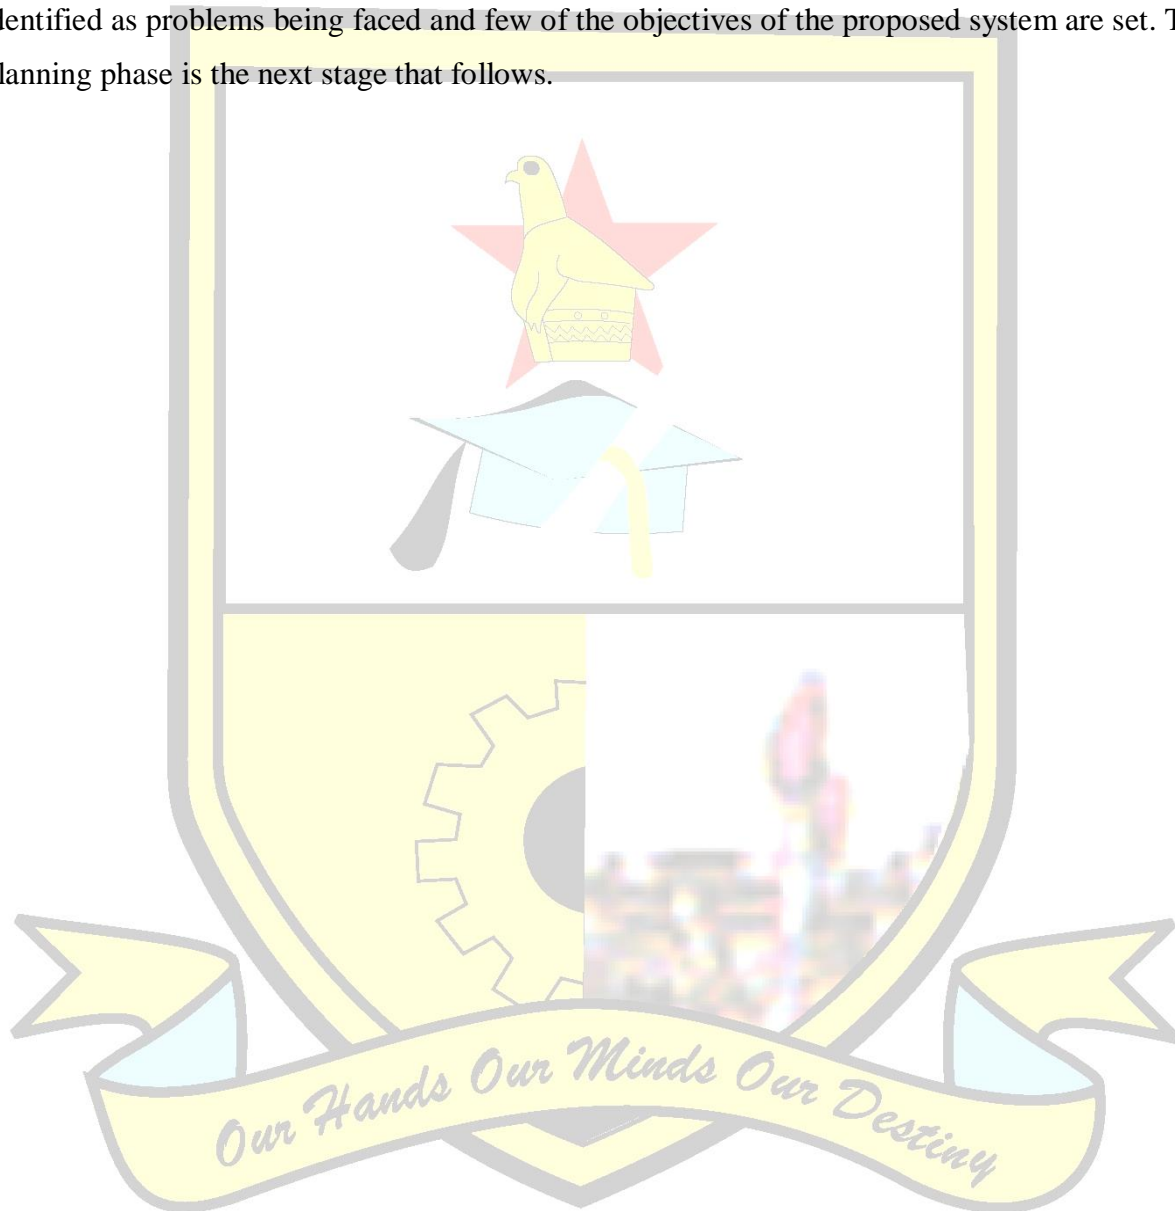 dentified as problems being faced and few of the objectives of the proposed system are set. T
lanning phase is the next stage that follows.
Our Hands Our Minds Our Destiny